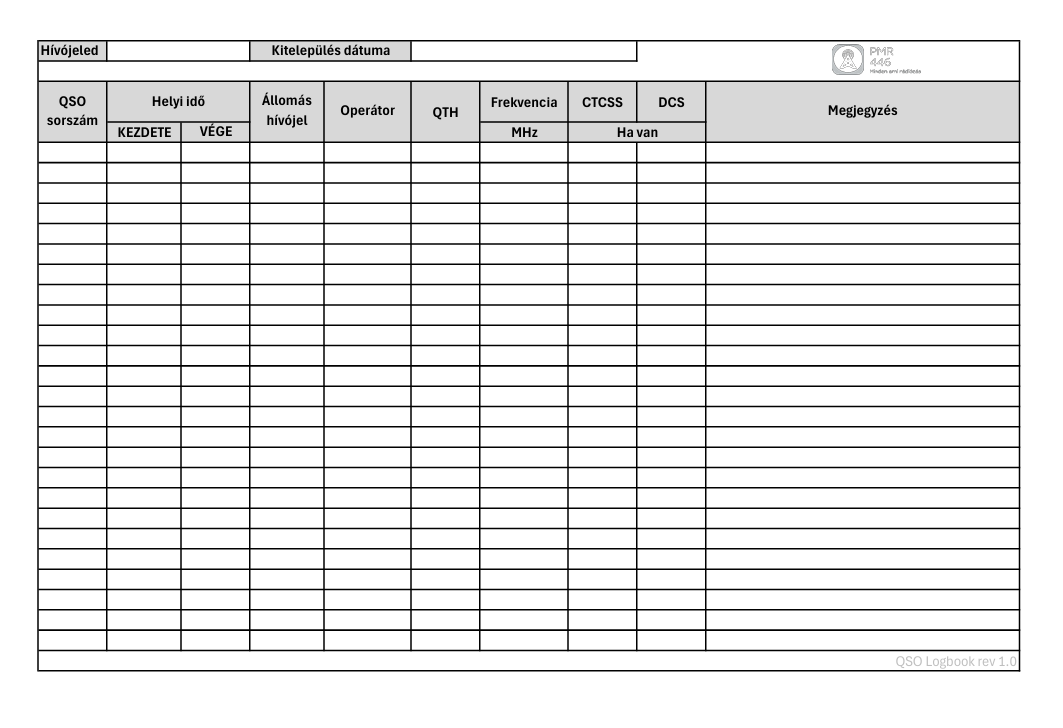 Hívójeled
Kitelepülés dátuma
PMR
446
Minden ami rádiózás
QSO
sorszám
Helyi idő
KEZDETE
VÉGE
Állomás
hívójel
Operátor
QTH
Frekvencia
MHz
CTCSS
DCS
Ha van
Megjegyzés
QSO Logbook rev 1.0